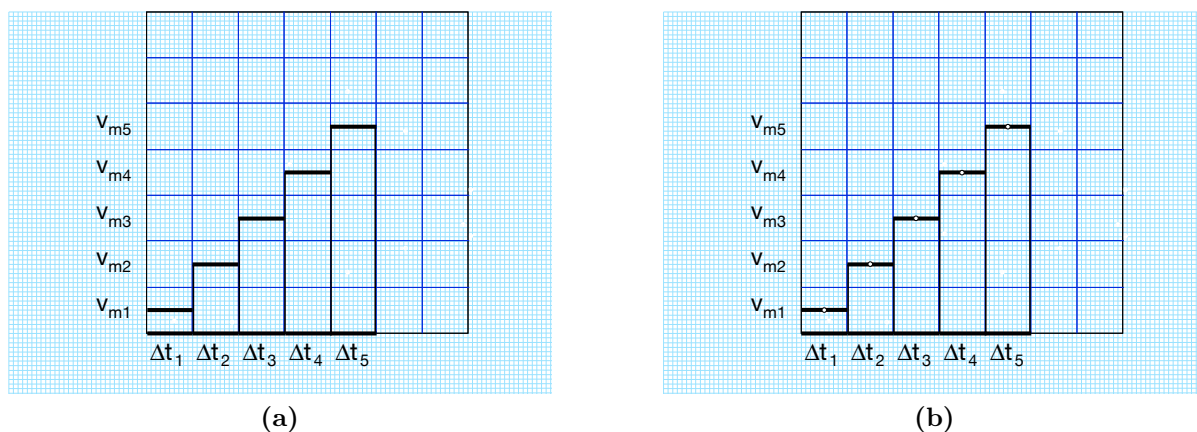 v_m5 v_m5
v_m4 v_m4
v_m3 v_m3
v_m2 v_m2
v_m1 v_m1
Δt_1 Δt_2 Δt_3 Δt_4 Δt_5 Δt_1 Δt_2 Δt_3 Δt_4 Δt_5
(a) (b)